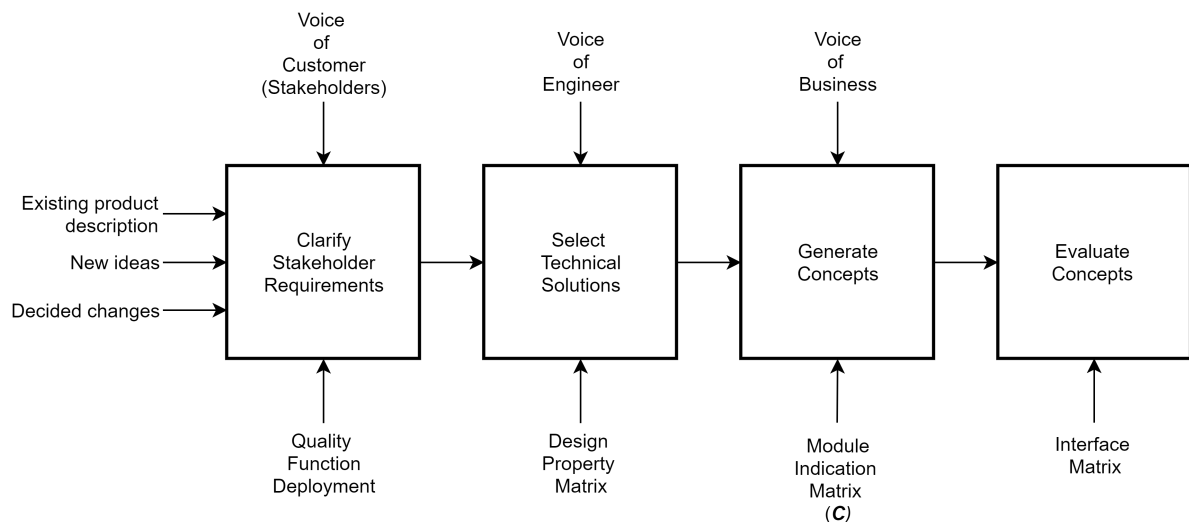 Voice
of
Customer
(Stakeholders)
Voice
of
Engineer
Voice
of
Business
Existing product
description
New ideas
Decided changes
Clarify
Stakeholder
Requirements
Select
Technical
Solutions
Generate
Concepts
Evaluate
Concepts
Quality
Function
Deployment
Design
Property
Matrix
Module
Indication
Matrix
(C)
Interface
Matrix